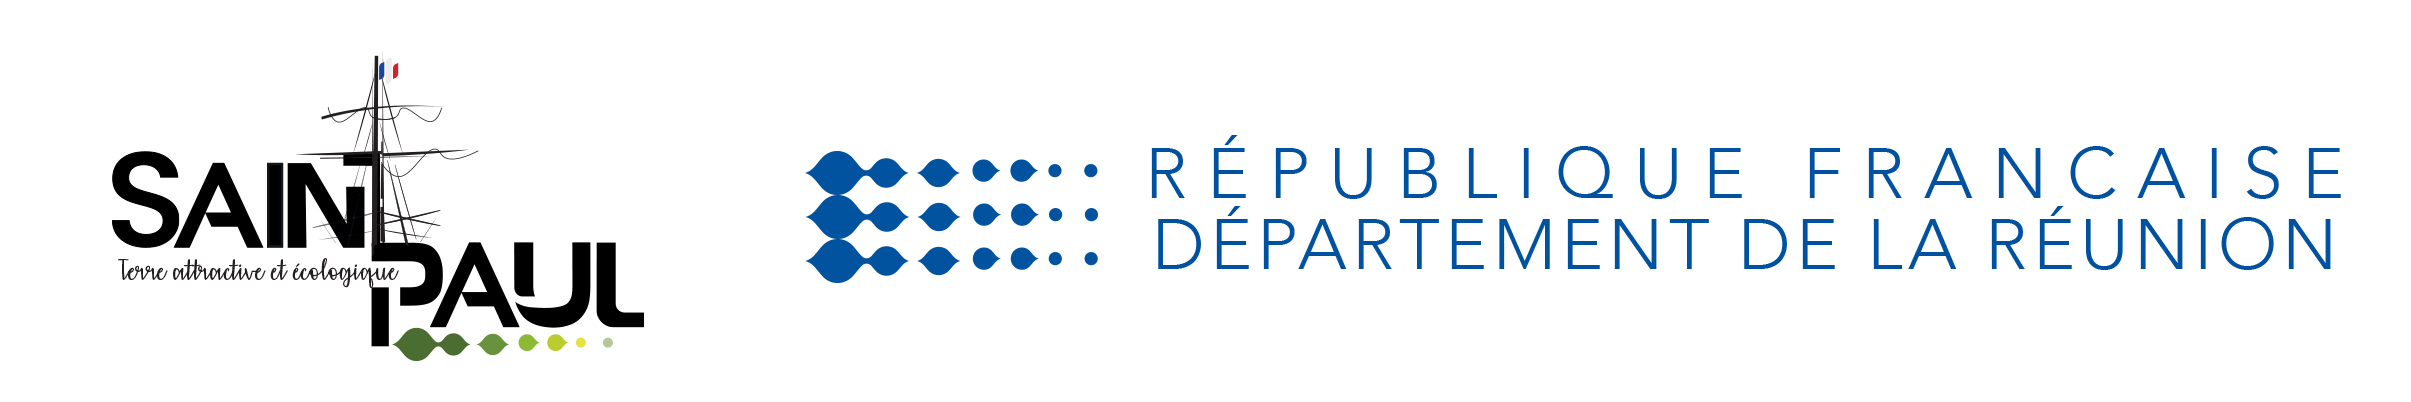 SAINT
Terre attractive et écologique
PAUL
RÉPUBLIQUE FRANCAISE
DÉPARTEMENT DE LA RÉUNION